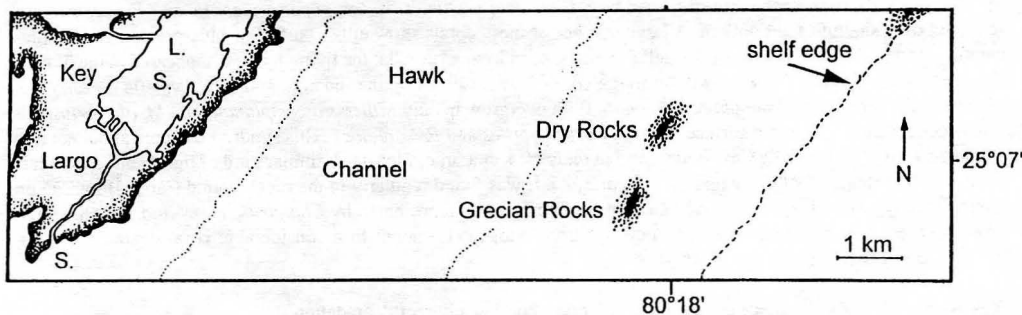 L.
Key
S.
Hawk
shelf edge
Dry Rocks
N
25°07'
Largo
Channel
Grecian Rocks
S.
1 km
80°18'